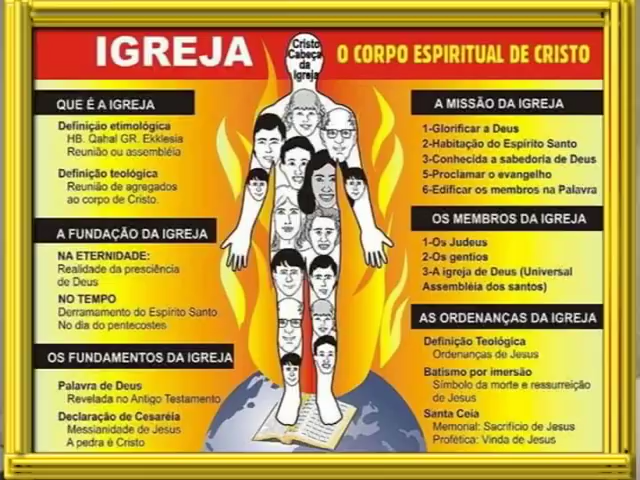 IGREJA
Cristo
Cabeça
da
Igreja
O CORPO ESPIRITUAL DE CRISTO
QUE É A IGREJA
Definição etimológica
HB. Qahal GR. Ekklesia
Reunião ou assembléia
Definição teológica
Reunião de agregados
ao corpo de Cristo.
A FUNDAÇÃO DA IGREJA
NA ETERNIDADE:
Realidade da presciência
de Deus
NO TEMPO
Derramamento do Espírito Santo
No dia do pentecostes
OS FUNDAMENTOS DA IGREJA
Palavra de Deus
Revelada no Antigo Testamento
Declaração de Cesaréia
Messianidade de Jesus
A pedra é Cristo
A MISSÃO DA IGREJA
1-Glorificar a Deus
2-Habitação do Espírito Santo
3-Conhecida a sabedoria de Deus
5-Proclamar o evangelho
6-Edificar os membros na Palavra
OS MEMBROS DA IGREJA
1-Os Judeus
2-Os gentios
3-A igreja de Deus (Universal
Assembléia dos santos)
AS ORDENANÇAS DA IGREJA
Definição Teológica
Ordenanças de Jesus
Batismo por imersão
Símbolo da morte e ressurreição
de Jesus
Santa Ceia
Memorial: Sacrifício de Jesus
Profética: Vinda de Jesus